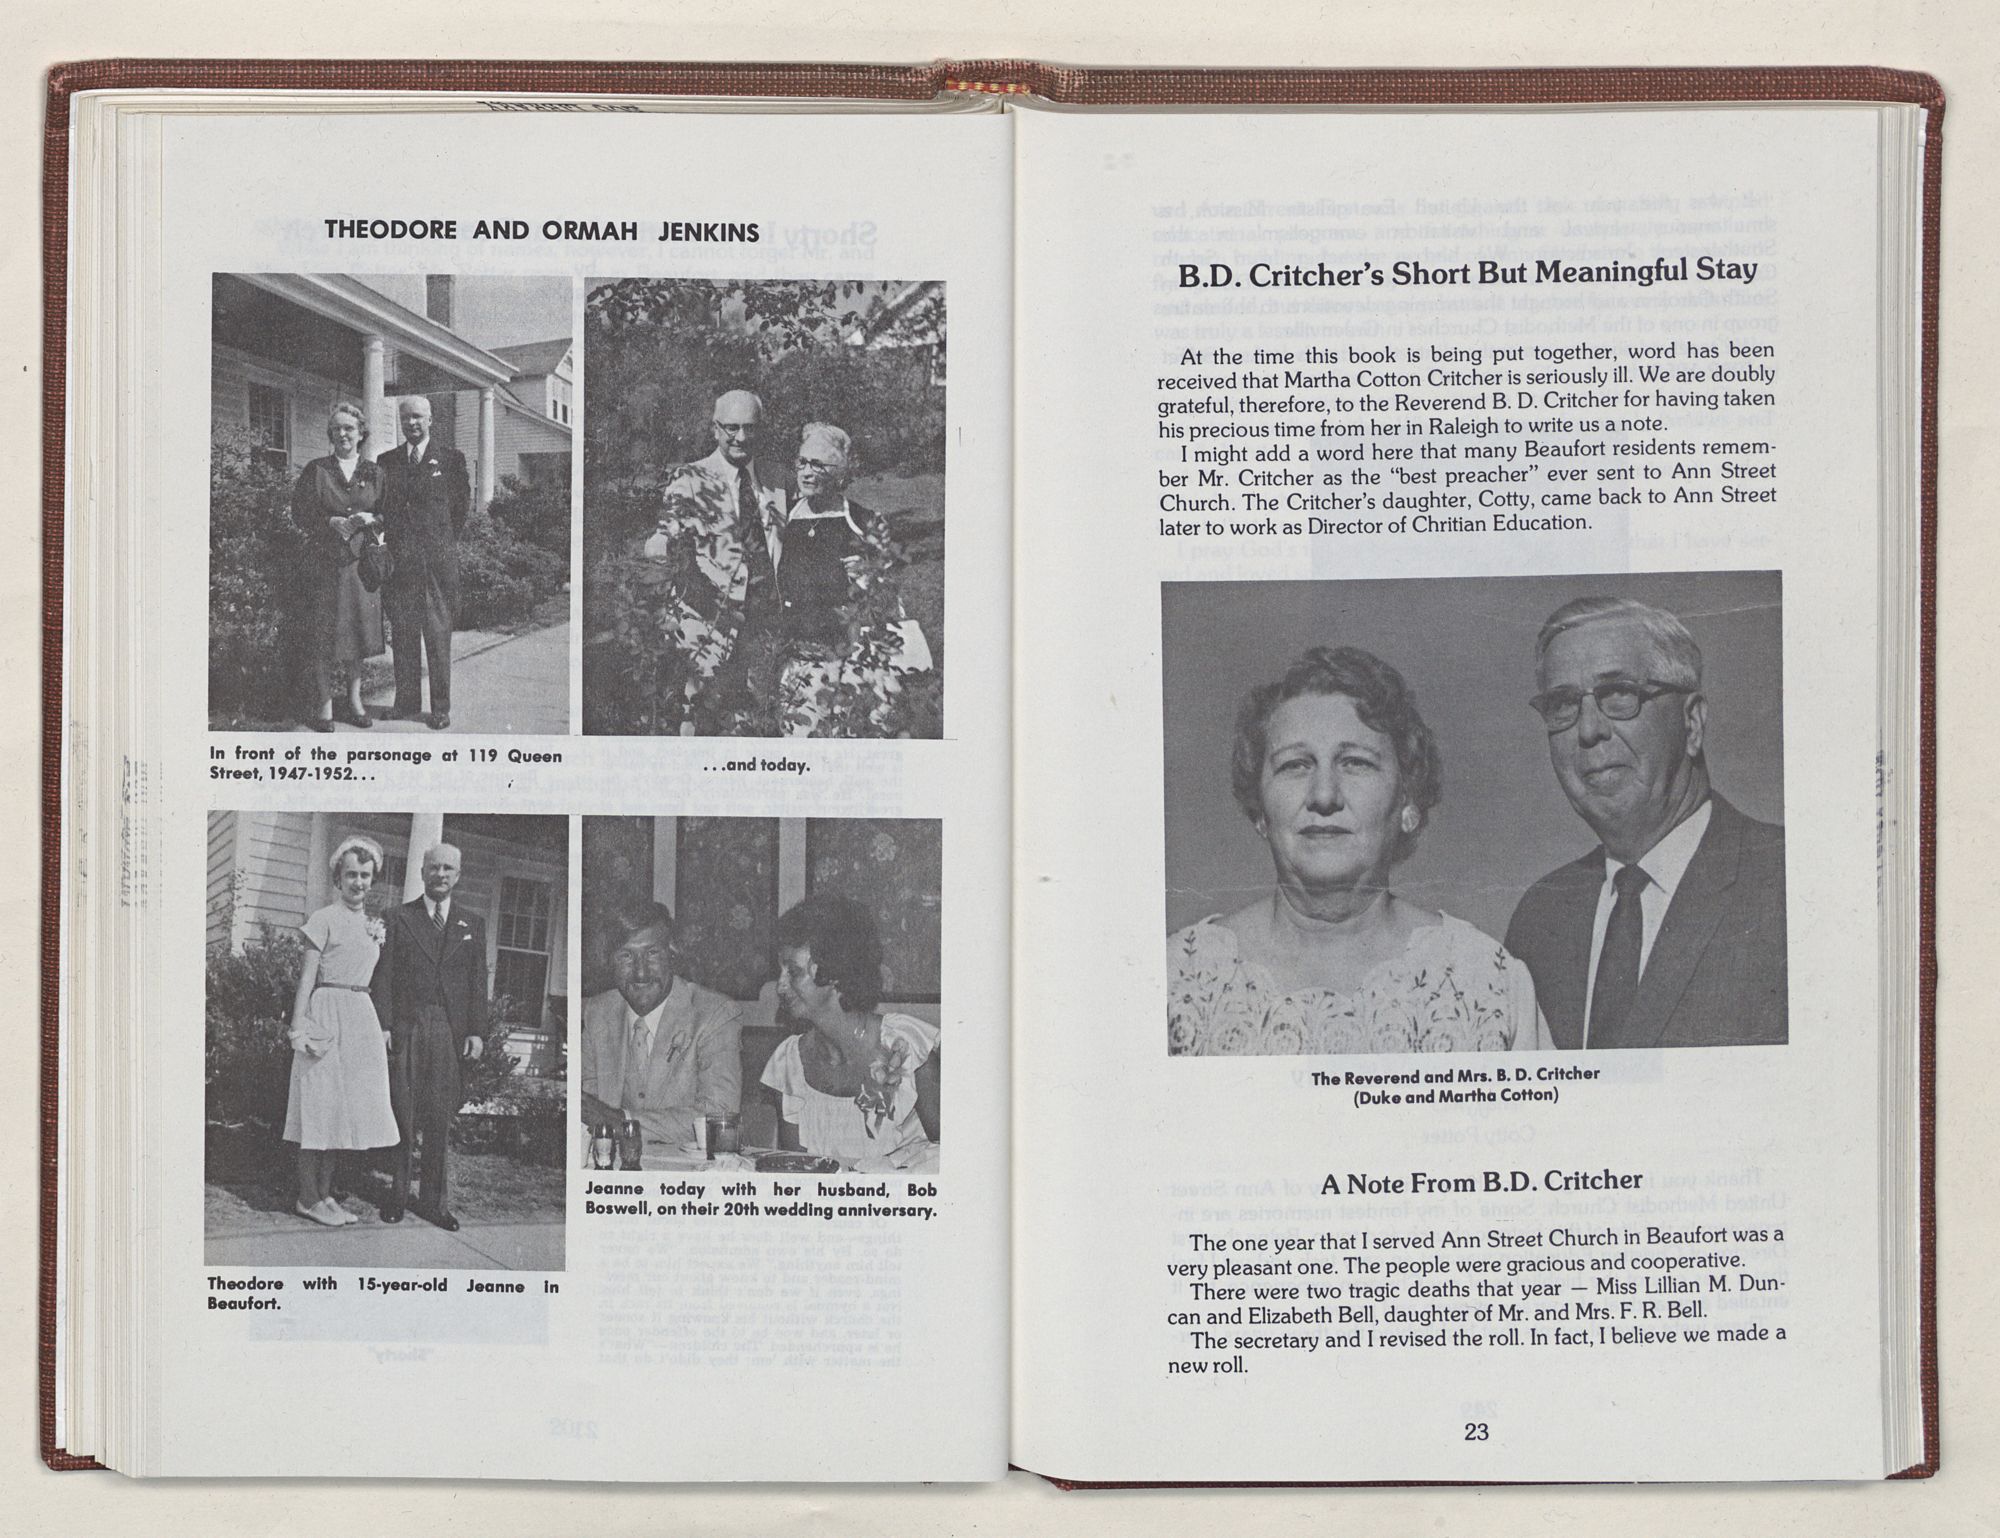 THEODORE AND ORMAH JENKINS
In front of the parsonage at 119 Queen
Street, 1947-1952...
...and today.
Theodore with 15-year-old Jeanne in
Beaufort.
Jeanne today with her husband, Bob
Boswell, on their 20th wedding anniversary.
B.D. Critcher's Short But Meaningful Stay
At the time this book is being put together, word has been
received that Martha Cotton Critcher is seriously ill. We are doubly
grateful, therefore, to the Reverend B. D. Critcher for having taken
his precious time from her in Raleigh to write us a note.
I might add a word here that many Beaufort residents remem-
ber Mr. Critcher as the "best preacher" ever sent to Ann Street
Church. The Critcher's daughter, Cotty, came back to Ann Street
later to work as Director of Chritian Education.
The Reverend and Mrs. B. D. Critcher
(Duke and Martha Cotton)
A Note From B.D. Critcher
The one year that I served Ann Street Church in Beaufort was a
very pleasant one. The people were gracious and cooperative.
There were two tragic deaths that year — Miss Lillian M. Dun-
can and Elizabeth Bell, daughter of Mr. and Mrs. F. R. Bell.
The secretary and I revised the roll. In fact, I believe we made a
new roll.
23